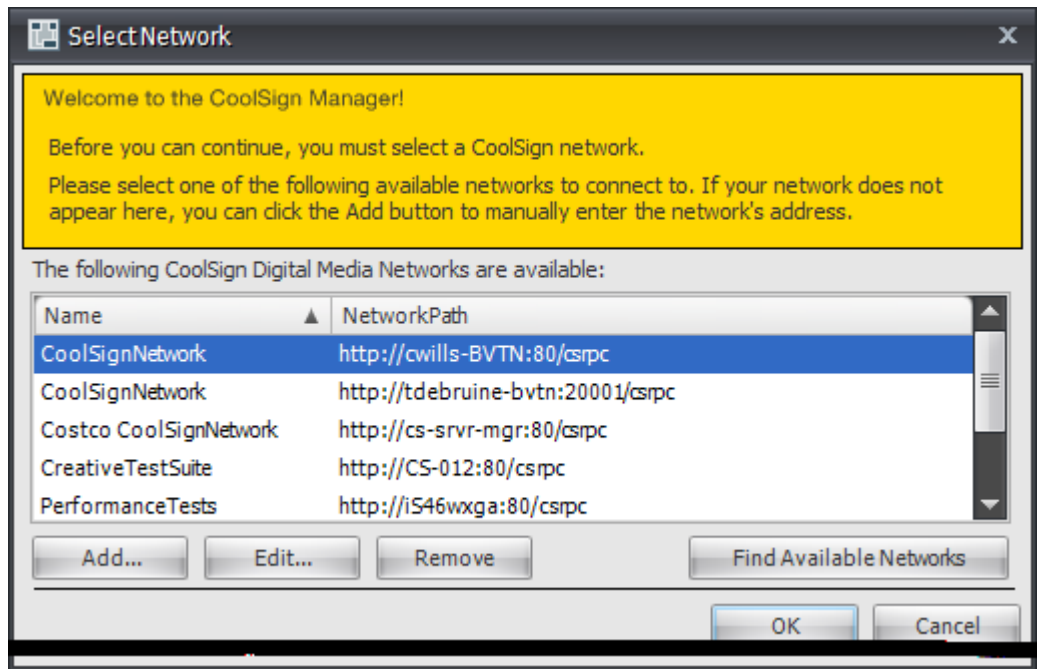 Select Network
x
Welcome to the CoolSign Manager!
Before you can continue, you must select a CoolSign network.
Please select one of the following available networks to connect to. If your network does not
appear here, you can click the Add button to manually enter the network's address.
The following CoolSign Digital Media Networks are available:
Name NetworkPath
CoolSignNetwork http://cwills-BVTN:80/csrpc
CoolSignNetwork http://tdebruine-bvtn:20001/csrpc
Costco CoolSignNetwork http://cs-srvr-mgr:80/csrpc
CreativeTestSuite http://CS-012:80/csrpc
PerformanceTests http://iS46wxga:80/csrpc
Add... Edit... Remove Find Available Networks
OK Cancel